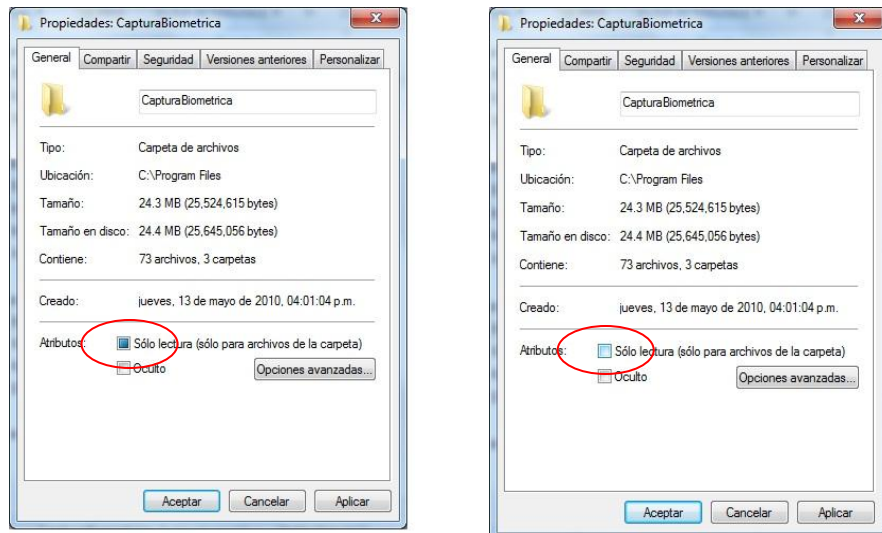 Propiedades: CapturaBiometrica
General Compartir Seguridad Versiones anteriores Personalizar
CapturaBiometrica
Tipo: Carpeta de archivos
Ubicación: C:\Program Files
Tamaño: 24.3 MB (25,524,615 bytes)
Tamaño en disco: 24.4 MB (25,645,056 bytes)
Contiene: 73 archivos, 3 carpetas
Creado: jueves, 13 de mayo de 2010, 04:01:04 p.m.
Atributos: Sólo lectura (sólo para archivos de la carpeta)
Oculto Opciones avanzadas...
Aceptar Cancelar Aplicar
Propiedades: CapturaBiometrica
General Compartir Seguridad Versiones anteriores Personalizar
CapturaBiometrica
Tipo: Carpeta de archivos
Ubicación: C:\Program Files
Tamaño: 24.3 MB (25,524,615 bytes)
Tamaño en disco: 24.4 MB (25,645,056 bytes)
Contiene: 73 archivos, 3 carpetas
Creado: jueves, 13 de mayo de 2010, 04:01:04 p.m.
Atributos: Sólo lectura (sólo para archivos de la carpeta)
Oculto Opciones avanzadas...
Aceptar Cancelar Aplicar